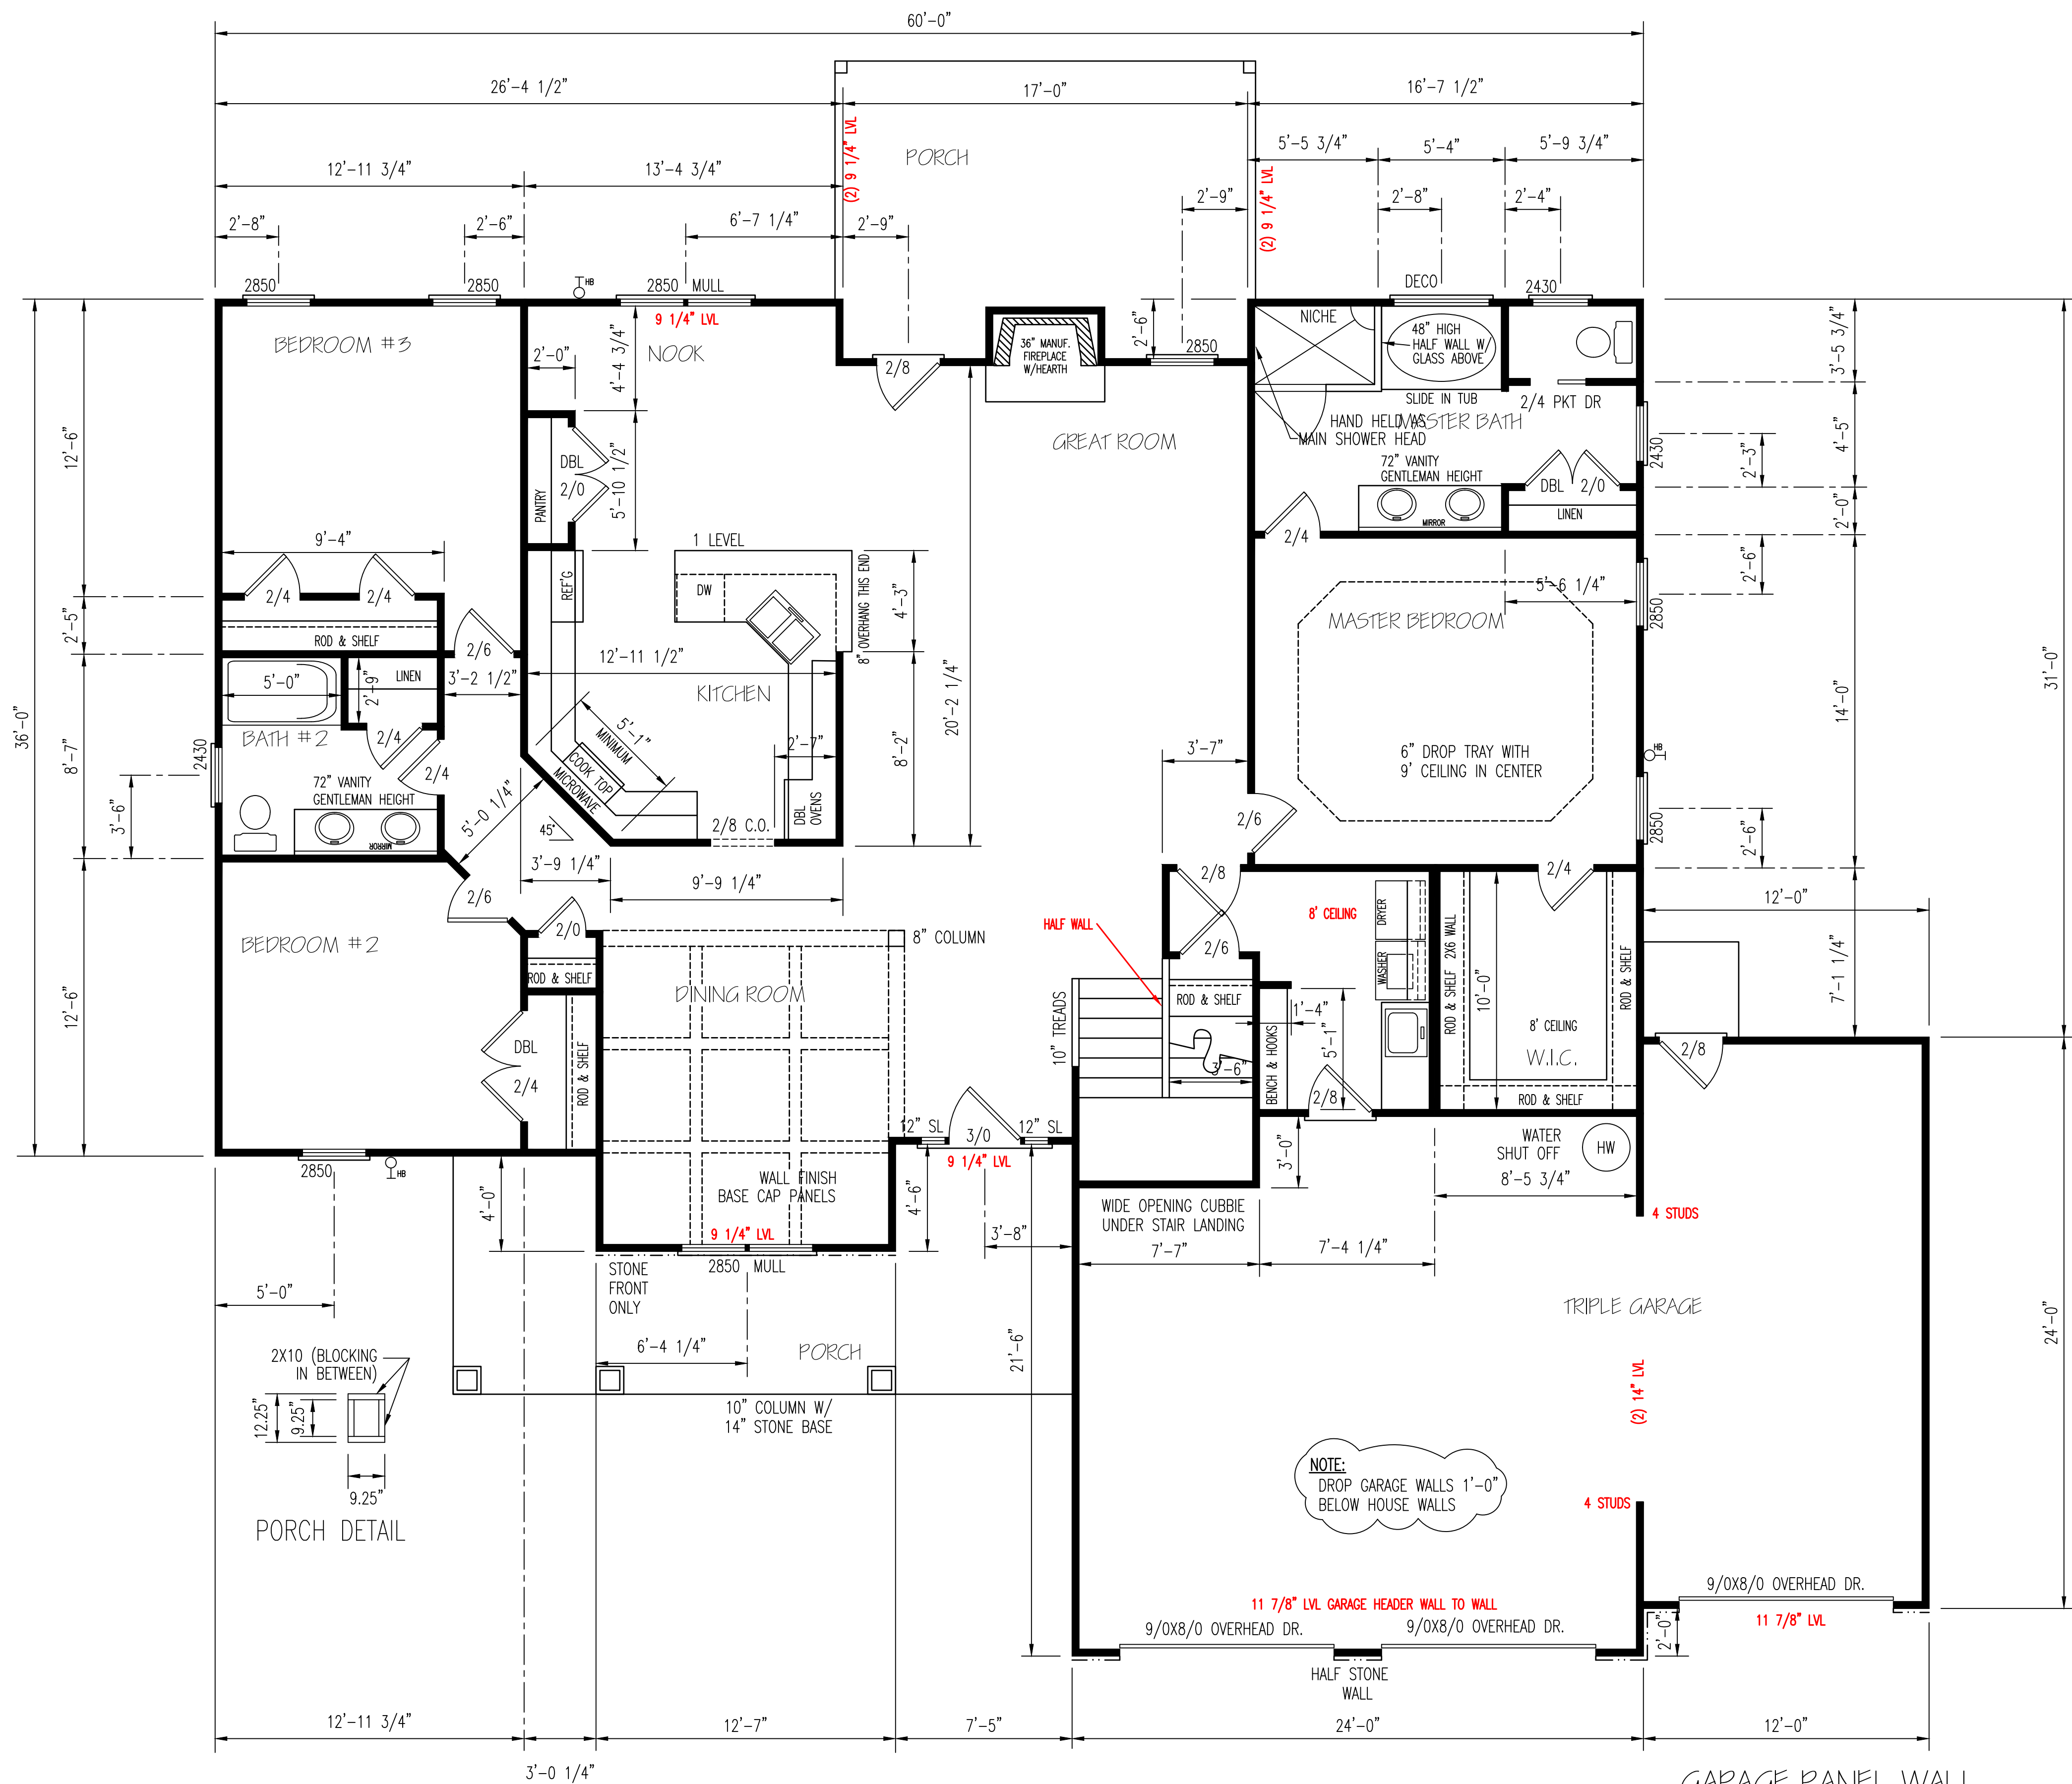 60'-0"
26'-4 1/2"
17'-0"
16'-7 1/2"
12'-11 3/4"
13'-4 3/4"
(2) 9 1/4" LVL
PORCH
(2) 9 1/4" LVL
5'-5 3/4"
5'-4"
5'-9 3/4"
2'-8"
2'-6"
6'-7 1/4"
2'-9"
2'-9"
2'-8"
2'-4"
2850
2850
HB
2850 MULL
9 1/4" LVL
DECO
2430
BEDROOM #3
NOOK
2'-0"
4'-4 3/4"
2/8
36" MANUF.
FIREPLACE
W/HEARTH
2'-6"
2850
NICHE
48" HIGH
HALF WALL W/
GLASS ABOVE
SLIDE IN TUB
2/4 PKT DR
3'-5 3/4"
HAND HELD AS
MAIN SHOWER HEAD
MASTER BATH
GREAT ROOM
2430
2'-3"
4'-5"
12'-6"
36'-0"
31'-0"
DBL
2/0
5'-10 1/2"
PANTRY
72" VANITY
GENTLEMAN HEIGHT
MIRROR
DBL 2/0
LINEN
2'-0"
2/4
9'-4"
2/4
2/4
ROD & SHELF
2'-5"
2/6
REF'G
1 LEVEL
DW
8" OVERHANG THIS END
4'-3"
12'-11 1/2"
KITCHEN
20'-2 1/4"
8'-2"
MASTER BEDROOM
5'-6 1/4"
2'-6"
2850
14'-0"
5'-0"
2'-9"
LINEN
3'-2 1/2"
BATH #2
2430
2/4
2/4
72" VANITY
GENTLEMAN HEIGHT
MIRROR
8'-7"
3'-6"
5'-1"
MINIMUM
COOK TOP
MICROWAVE
2'-7"
DBL
OVENS
2/8 C.O.
45°
5'-0 1/4"
3'-9 1/4"
9'-9 1/4"
3'-7"
2/6
6" DROP TRAY WITH
9' CEILING IN CENTER
HB
2850
2'-6"
2/6
BEDROOM #2
2/0
ROD & SHELF
8" COLUMN
HALF WALL
2/8
2/6
8' CEILING
DRYER
WASHER
ROD & SHELF 2X6 WALL
10'-0"
2/4
ROD & SHELF
8' CEILING
W.I.C.
ROD & SHELF
12'-0"
7'-1 1/4"
12'-6"
DINING ROOM
10" TREADS
ROD & SHELF
3'-6"
1'-4"
BENCH & HOOKS
5'-1"
2/8
2/8
DBL
2/4
ROD & SHELF
12" SL
3/0
12" SL
9 1/4" LVL
2850
HB
4'-0"
WALL FINISH
BASE CAP PANELS
9 1/4" LVL
2850 MULL
4'-6"
3'-8"
3'-0"
WATER
SHUT OFF
HW
8'-5 3/4"
4 STUDS
WIDE OPENING CUBBIE
UNDER STAIR LANDING
7'-7"
7'-4 1/4"
STONE
FRONT
ONLY
5'-0"
6'-4 1/4"
PORCH
21'-6"
TRIPLE GARAGE
24'-0"
2X10 (BLOCKING
IN BETWEEN)
12.25"
9.25"
9.25"
PORCH DETAIL
10" COLUMN W/
14" STONE BASE
(2) 14" LVL
NOTE:
DROP GARAGE WALLS 1'-0"
BELOW HOUSE WALLS
4 STUDS
11 7/8" LVL GARAGE HEADER WALL TO WALL
9/0X8/0 OVERHEAD DR.
9/0X8/0 OVERHEAD DR.
9/0X8/0 OVERHEAD DR.
11 7/8" LVL
2'-0"
HALF STONE
WALL
12'-11 3/4"
3'-0 1/4"
12'-7"
7'-5"
24'-0"
12'-0"
GARAGE PANEL WALL